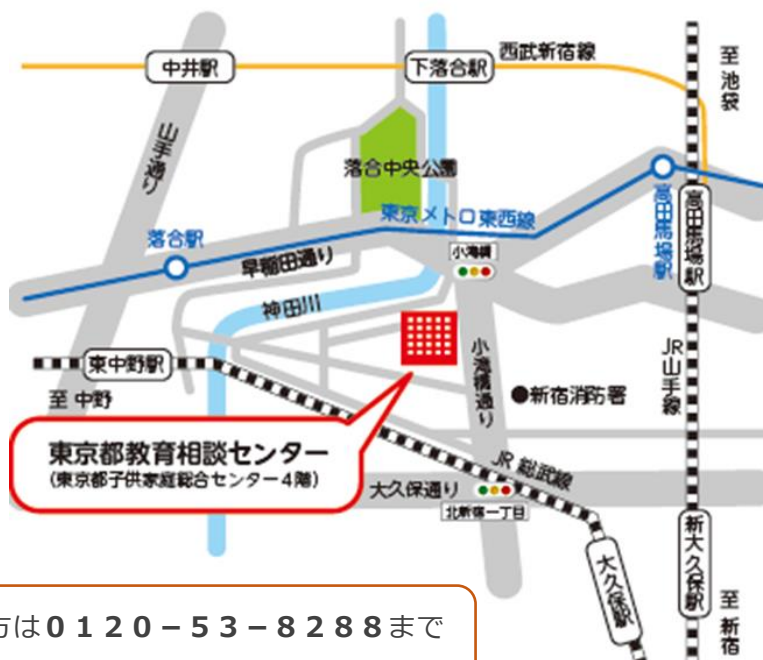 中井駅
下落合駅
西武新宿線
至 池袋
山手通り
落合中央公園
東京メトロ東西線
高田馬場駅
高田馬場駅
落合駅
早稲田通り
小滝橋
神田川
小滝橋通り
JR山手線
東中野駅
至 中野
新宿消防署
東京都教育相談センター
(東京都子供家庭総合センター4階)
JR 総武線
大久保通り
北新宿一丁目
大久保駅
新大久保駅
至 新宿
方は0120−53−8288まで